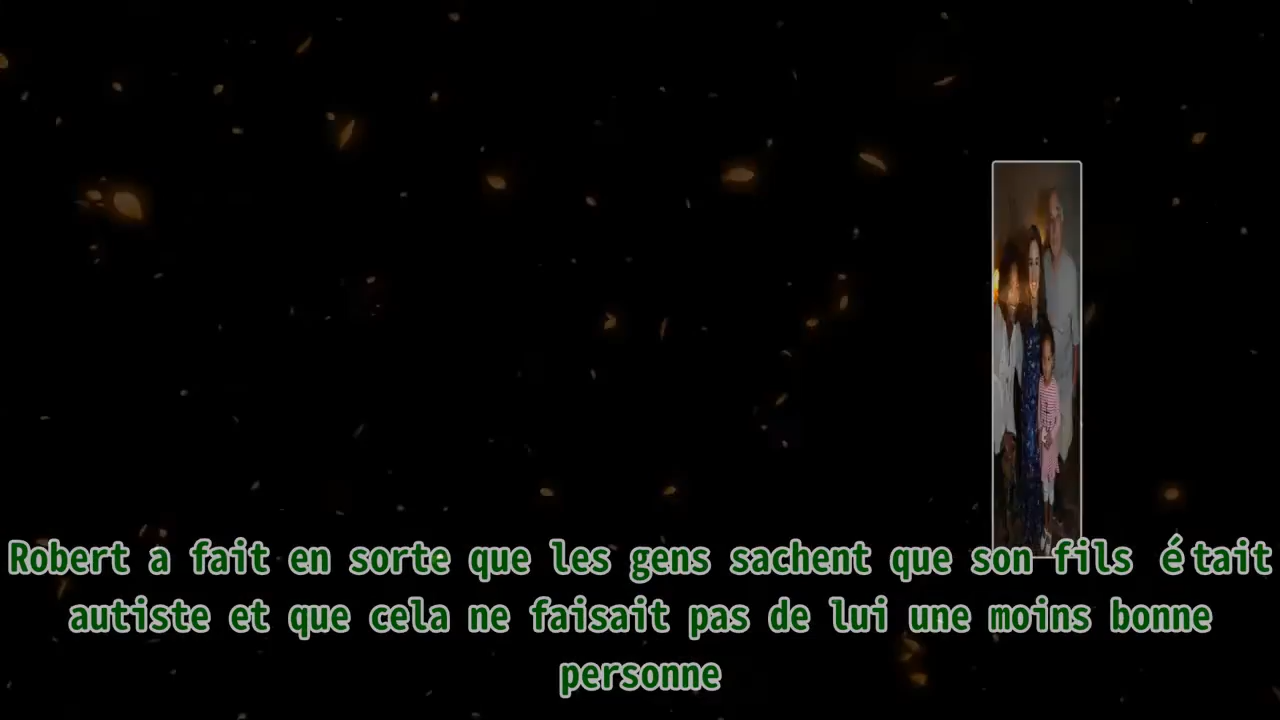 Robert a fait en sorte que les gens sachent que son fils était
autiste et que cela ne faisait pas de lui une moins bonne
personne